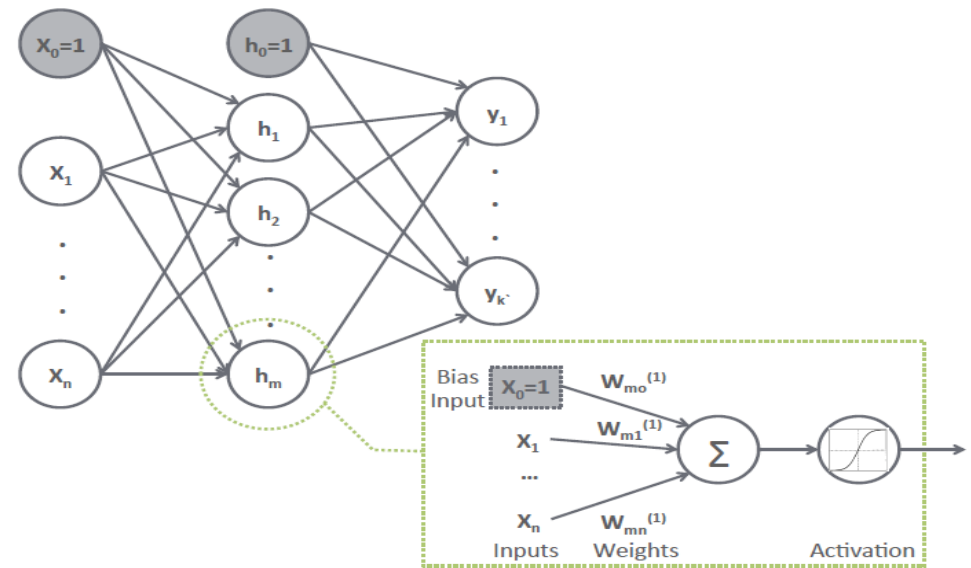 X₀=1
h₀=1
y₁
h₁
X₁
h₂
yₖ`
Xₙ
hₘ
Bias
Input
X₀=1
Wₘₒ⁽¹⁾
X₁
Wₘ₁⁽¹⁾
Σ
...
Xₙ
Wₘₙ⁽¹⁾
Inputs
Weights
Activation